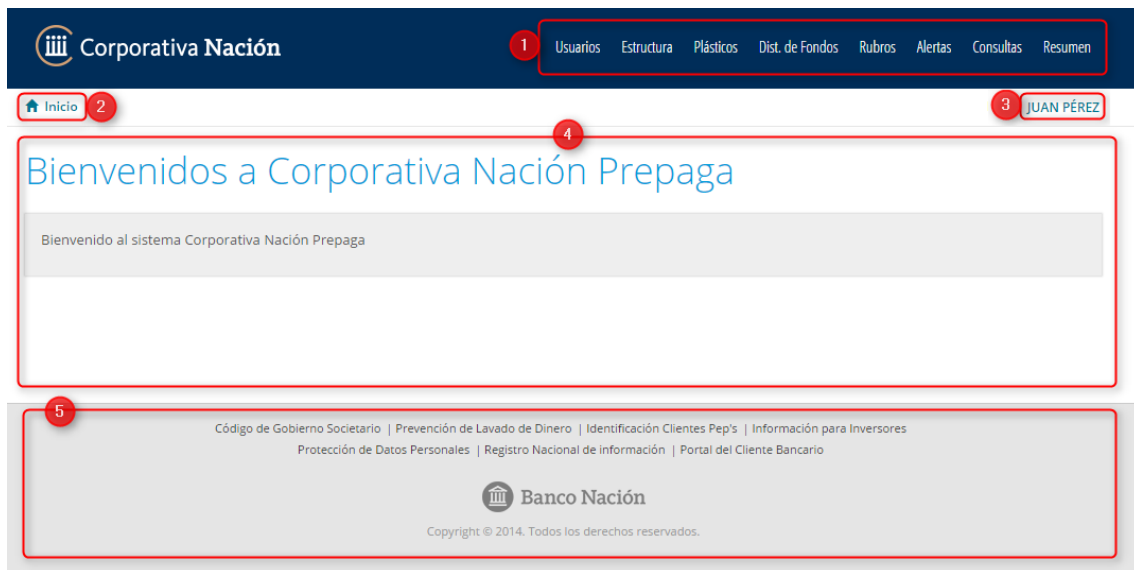 Corporativa Nación
1 Usuarios Estructura Plásticos Dist. de Fondos Rubros Alertas Consultas Resumen
Inicio 2
3 JUAN PÉREZ
4
Bienvenidos a Corporativa Nación Prepaga
Bienvenido al sistema Corporativa Nación Prepaga
5
Código de Gobierno Societario | Prevención de Lavado de Dinero | Identificación Clientes Pep's | Información para Inversores
Protección de Datos Personales | Registro Nacional de información | Portal del Cliente Bancario
Banco Nación
Copyright © 2014. Todos los derechos reservados.